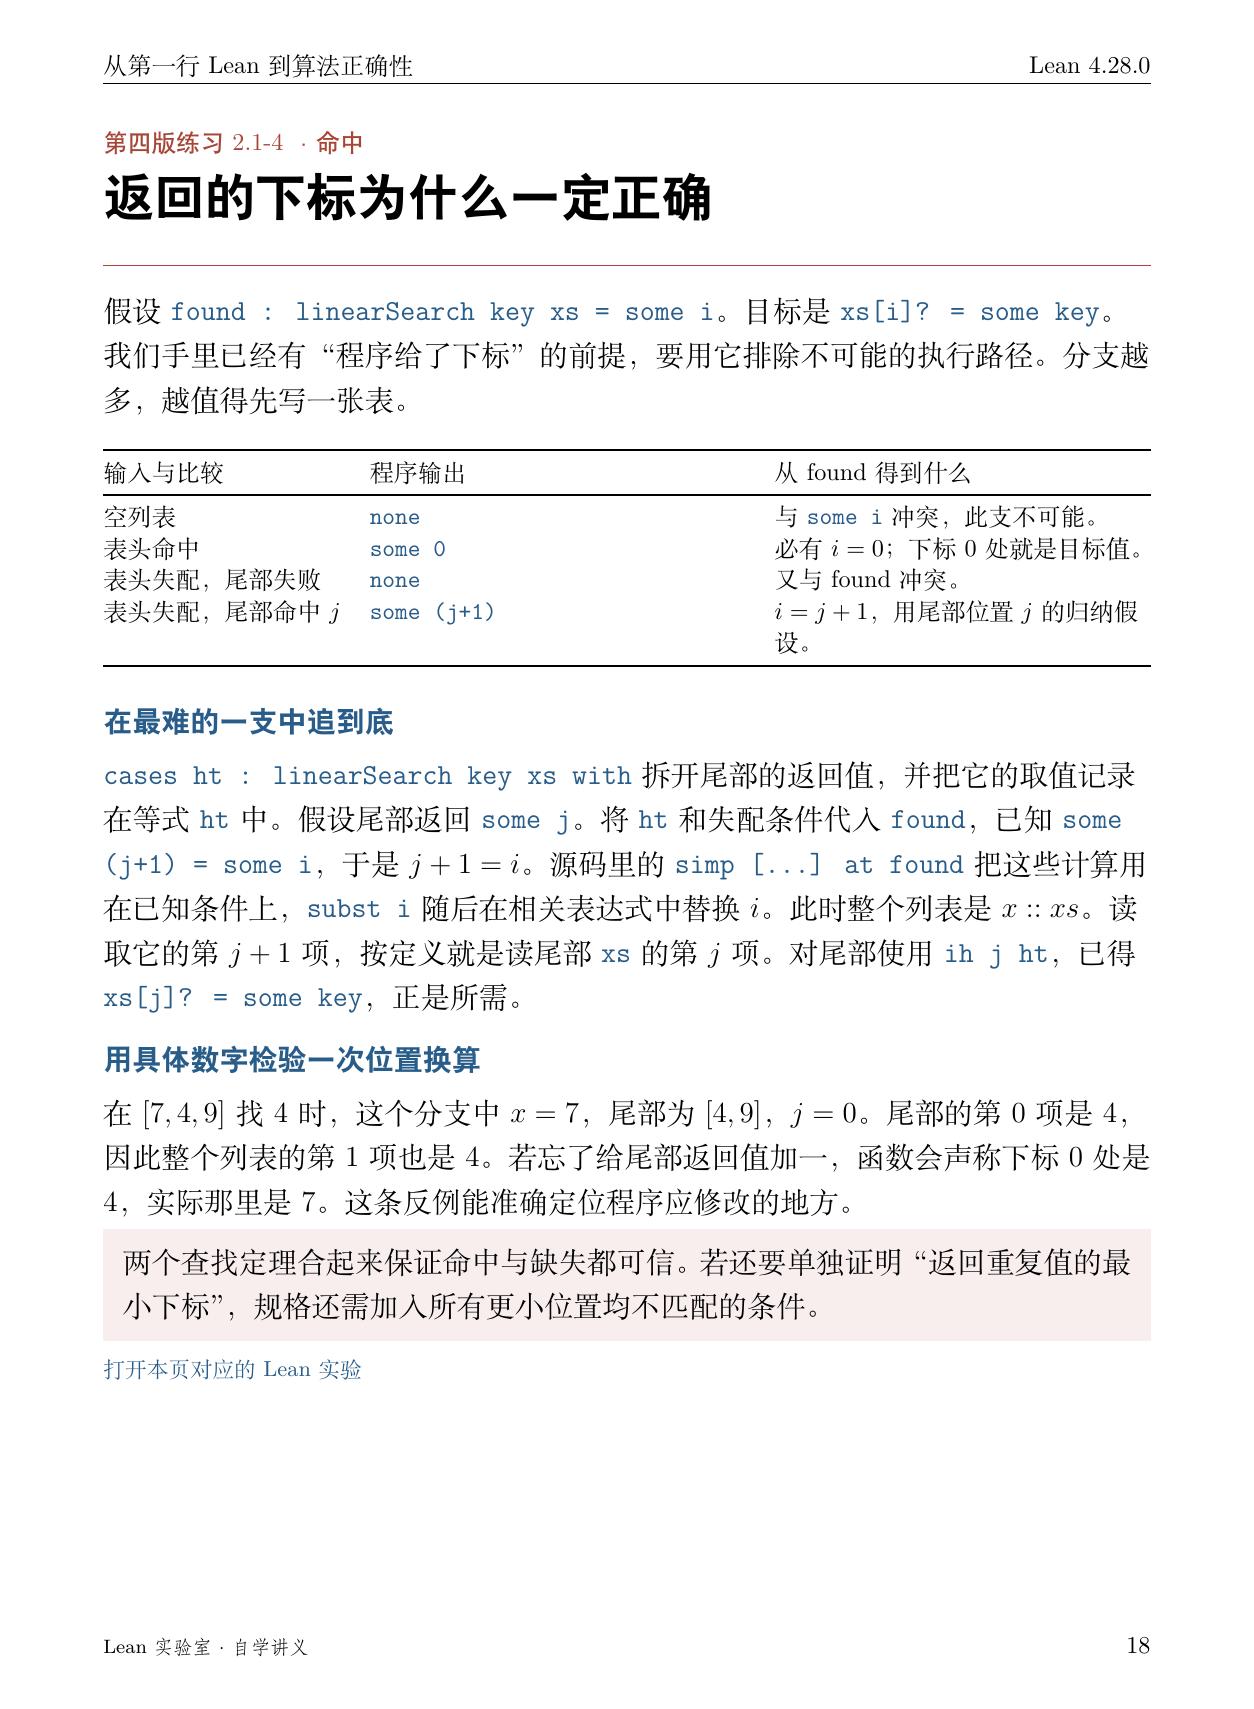 从第一行 Lean 到算法正确性
Lean 4.28.0
第四版练习 2.1-4 · 命中
返回的下标为什么一定正确
假设 found : linearSearch key xs = some i。目标是 xs[i]? = some key。
我们手里已经有“程序给了下标”的前提，要用它排除不可能的执行路径。分支越
多，越值得先写一张表。
输入与比较 程序输出 从 found 得到什么
空列表 none 与 some i 冲突，此支不可能。
表头命中 some 0 必有 i = 0；下标 0 处就是目标值。
表头失配，尾部失败 none 又与 found 冲突。
表头失配，尾部命中 j some (j+1) i = j + 1，用尾部位置 j 的归纳假
设。
在最难的一支中追到底
cases ht : linearSearch key xs with 拆开尾部的返回值，并把它的取值记录
在等式 ht 中。假设尾部返回 some j。将 ht 和失配条件代入 found，已知 some
(j+1) = some i，于是 j + 1 = i。源码里的 simp [...] at found 把这些计算用
在已知条件上，subst i 随后在相关表达式中替换 i。此时整个列表是 x :: xs。读
取它的第 j + 1 项，按定义就是读尾部 xs 的第 j 项。对尾部使用 ih j ht，已得
xs[j]? = some key，正是所需。
用具体数字检验一次位置换算
在 [7, 4, 9] 找 4 时，这个分支中 x = 7，尾部为 [4, 9]，j = 0。尾部的第 0 项是 4，
因此整个列表的第 1 项也是 4。若忘了给尾部返回值加一，函数会声称下标 0 处是
4，实际那里是 7。这条反例能准确定位程序应修改的地方。
两个查找定理合起来保证命中与缺失都可信。若还要单独证明“返回重复值的最
小下标”，规格还需加入所有更小位置均不匹配的条件。
打开本页对应的 Lean 实验
Lean 实验室 · 自学讲义
18